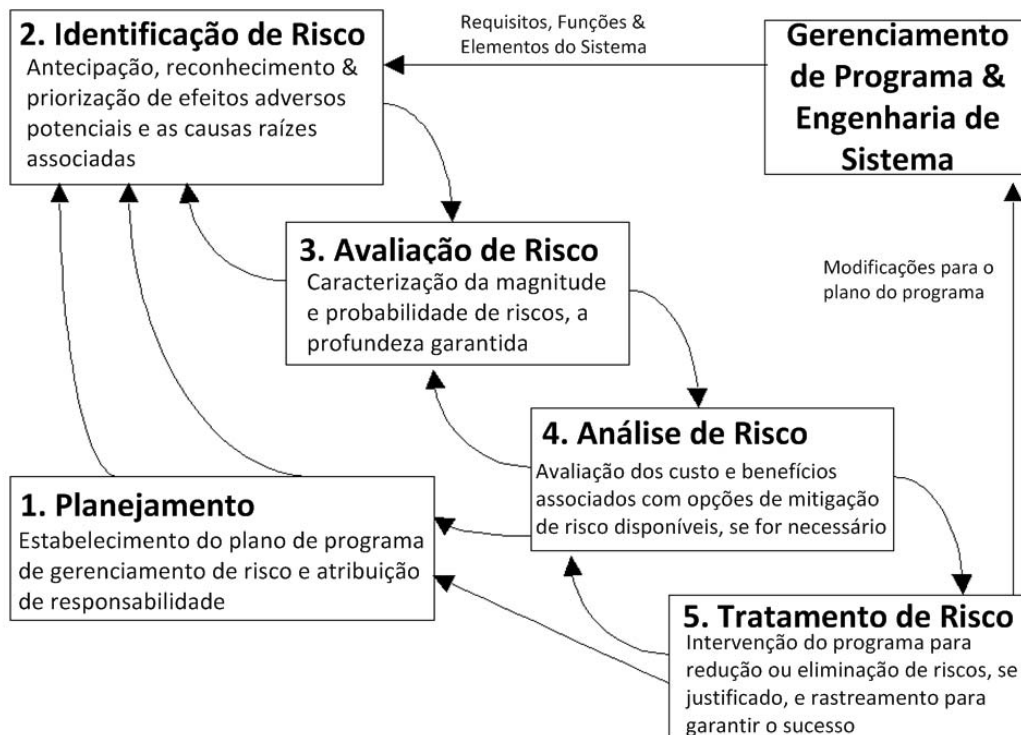 2. Identificação de Risco
Antecipação, reconhecimento &
priorização de efeitos adversos
potenciais e as causas raízes
associadas
Requisitos, Funções &
Elementos do Sistema
Gerenciamento
de Programa &
Engenharia de
Sistema
3. Avaliação de Risco
Caracterização da magnitude
e probabilidade de riscos, a
profundeza garantida
Modificações para o
plano do programa
4. Análise de Risco
Avaliação dos custo e benefícios
associados com opções de mitigação
de risco disponíveis, se for necessário
1. Planejamento
Estabelecimento do plano de programa
de gerenciamento de risco e atribuição
de responsabilidade
5. Tratamento de Risco
Intervenção do programa para
redução ou eliminação de riscos, se
justificado, e rastreamento para
garantir o sucesso